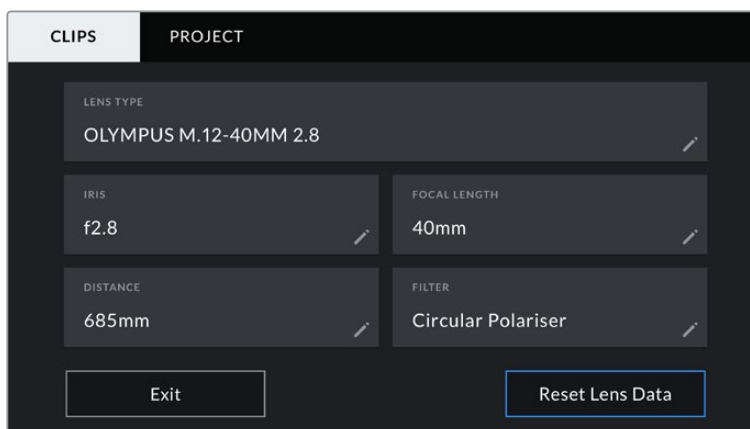 CLIPS
PROJECT
LENS TYPE
OLYMPUS M.12-40MM 2.8
IRIS
f2.8
FOCAL LENGTH
40mm
DISTANCE
685mm
FILTER
Circular Polariser
Exit
Reset Lens Data